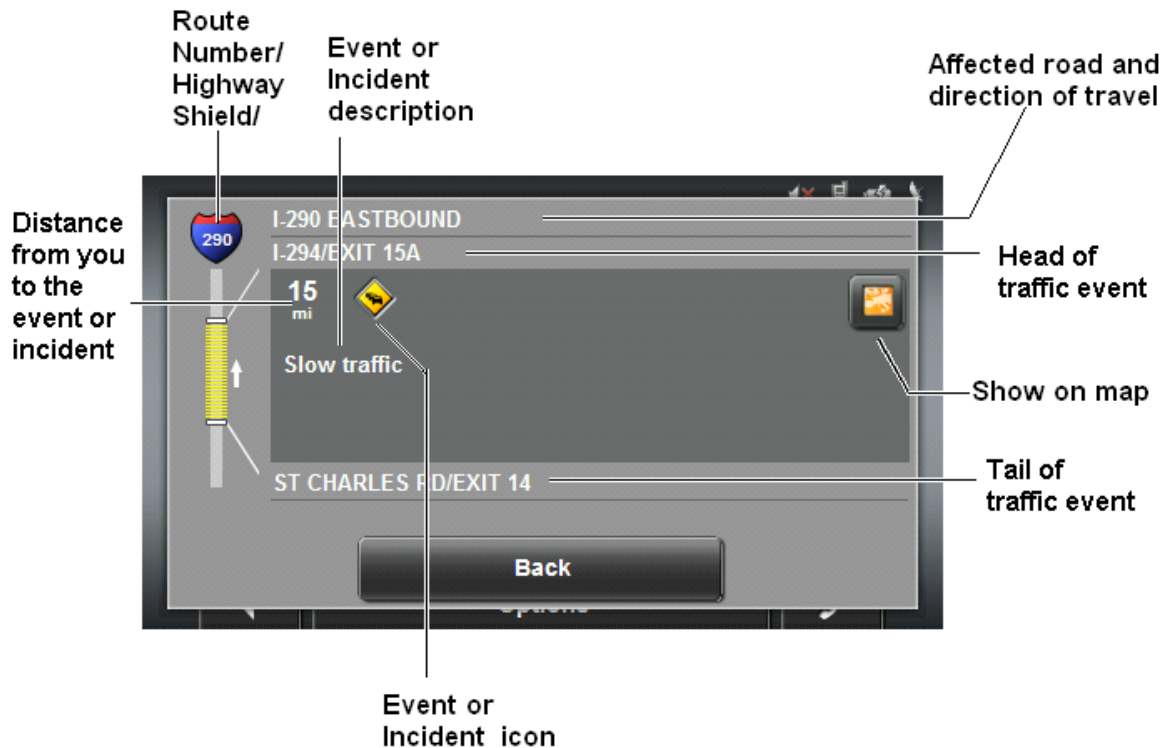 Route
Number/
Highway
Shield/
Event or
Incident
description
Affected road and
direction of travel
Distance
from you
to the
event or
incident
290
I-290 EASTBOUND
I-294/EXIT 15A
Head of
traffic event
15
mi
Slow traffic
Show on map
ST CHARLES RD/EXIT 14
Tail of
traffic event
Back
Options
Event or
Incident icon